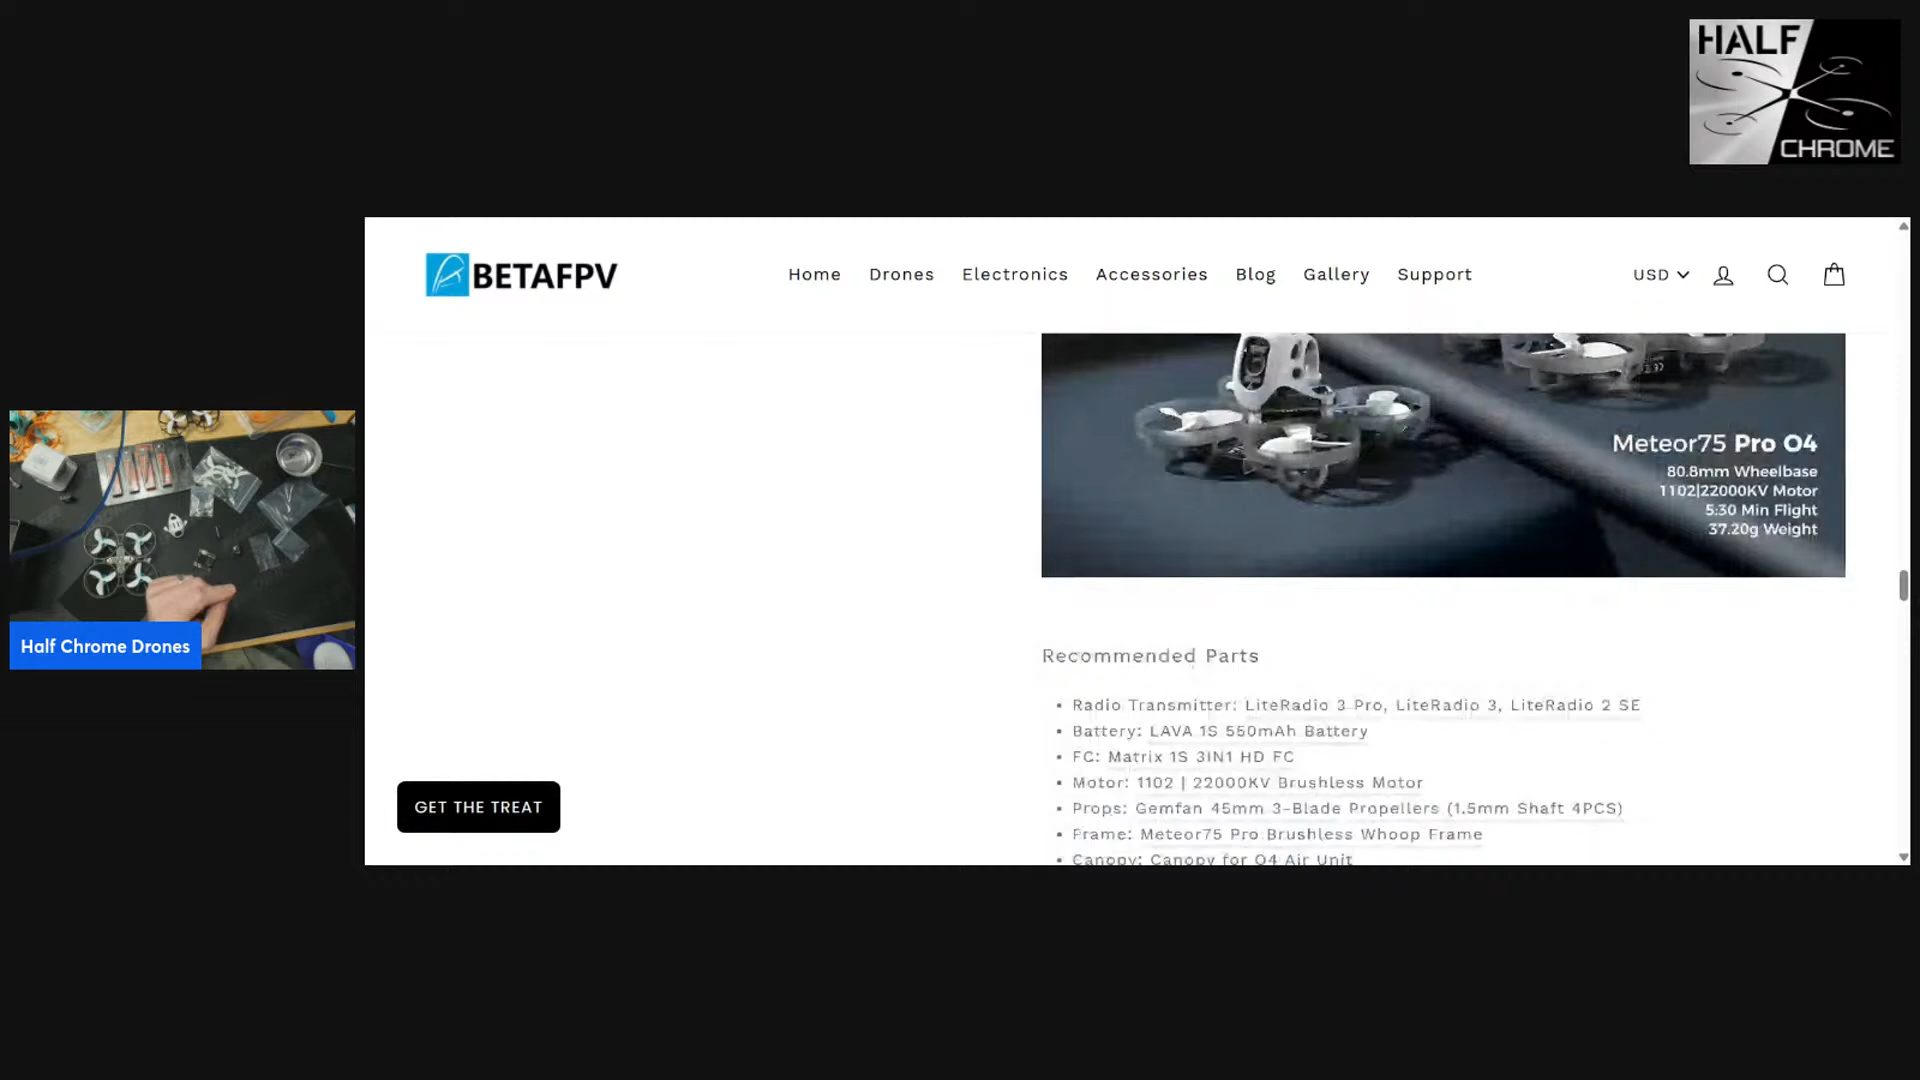 HALF
CHROME
BETAFPV
Home Drones Electronics Accessories Blog Gallery Support
USD
Meteor75 Pro O4
80.8mm Wheelbase
1102|22000KV Motor
5:30 Min Flight
37.20g Weight
Recommended Parts
• Radio Transmitter: LiteRadio 3 Pro, LiteRadio 3, LiteRadio 2 SE
• Battery: LAVA 1S 550mAh Battery
• FC: Matrix 1S 3IN1 HD FC
• Motor: 1102 | 22000KV Brushless Motor
• Props: Gemfan 45mm 3-Blade Propellers (1.5mm Shaft 4PCS)
• Frame: Meteor75 Pro Brushless Whoop Frame
• Canopy: Canopy for O4 Air Unit
GET THE TREAT
Half Chrome Drones